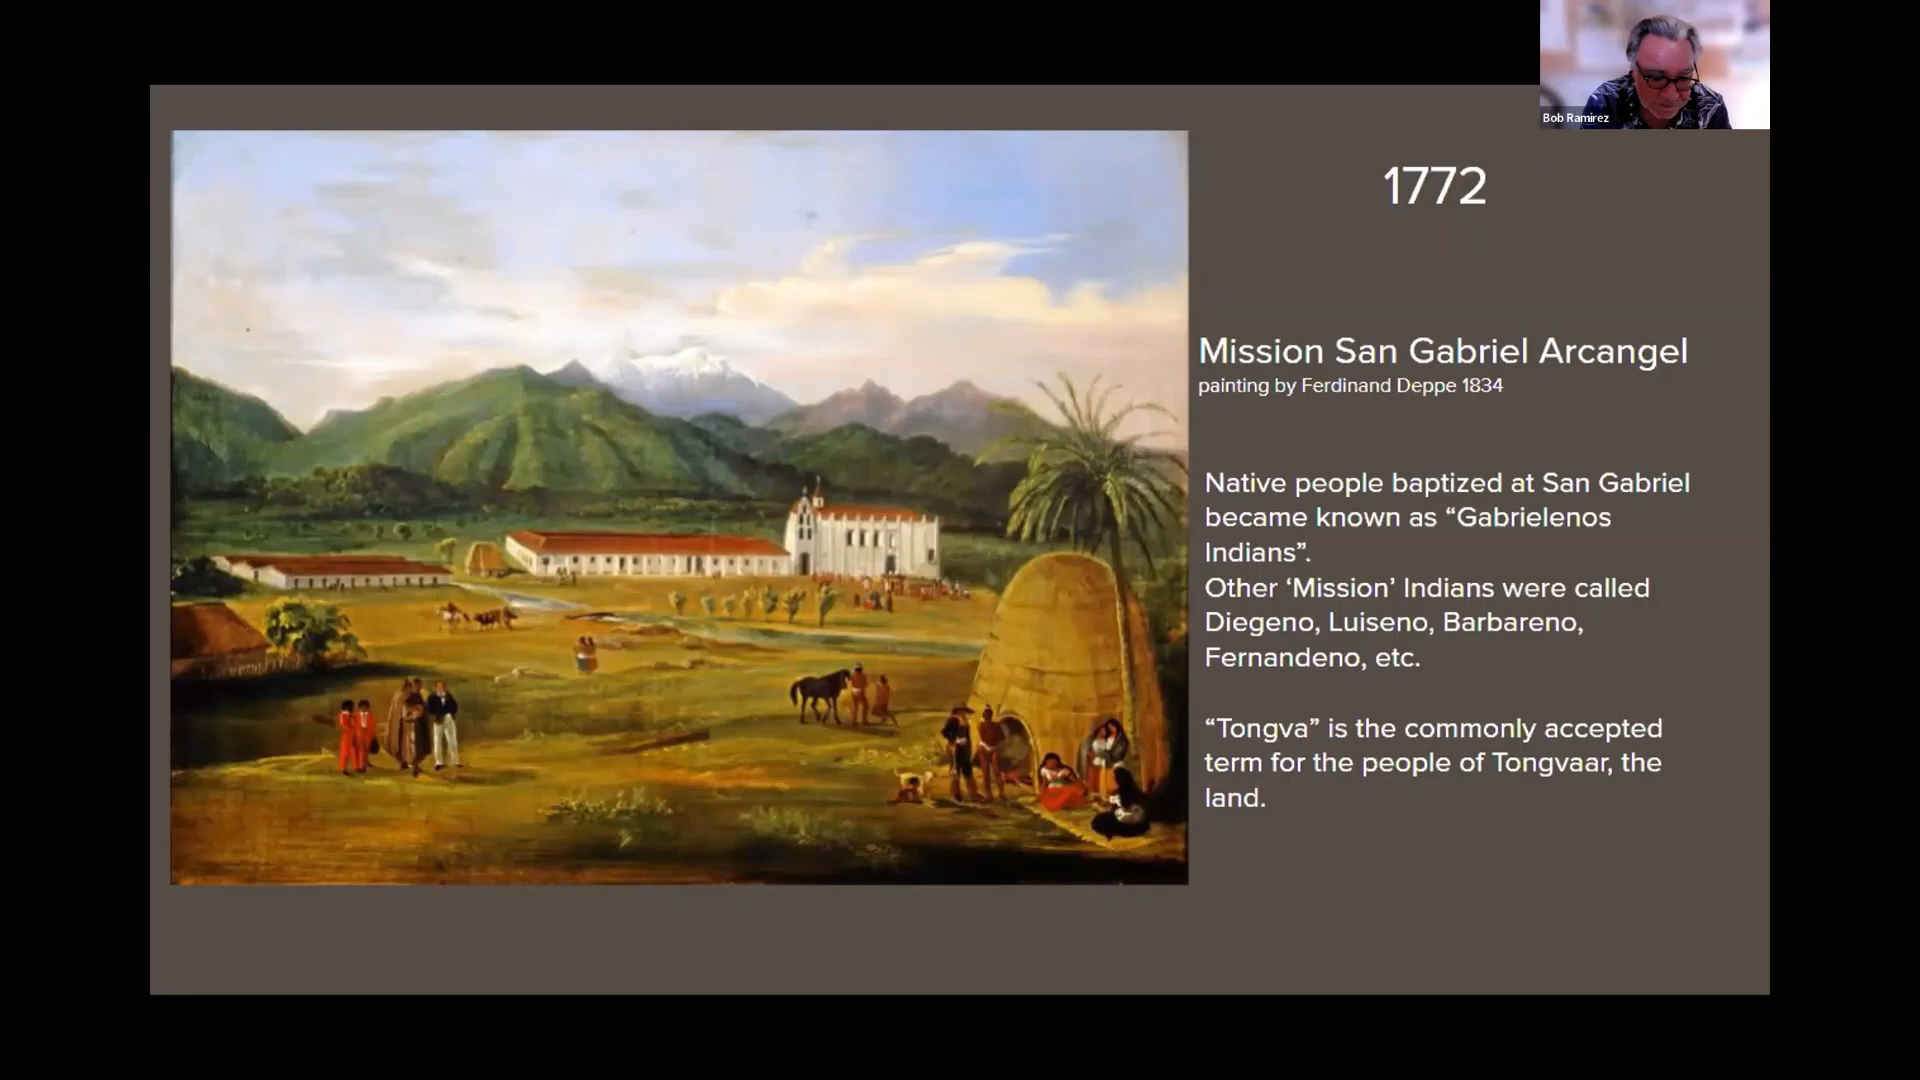 Bob Ramirez
1772
Mission San Gabriel Arcangel
painting by Ferdinand Deppe 1834
Native people baptized at San Gabriel
became known as “Gabrielenos
Indians”.
Other ‘Mission’ Indians were called
Diegeno, Luiseno, Barbareno,
Fernandeno, etc.
“Tongva” is the commonly accepted
term for the people of Tongvaar, the
land.